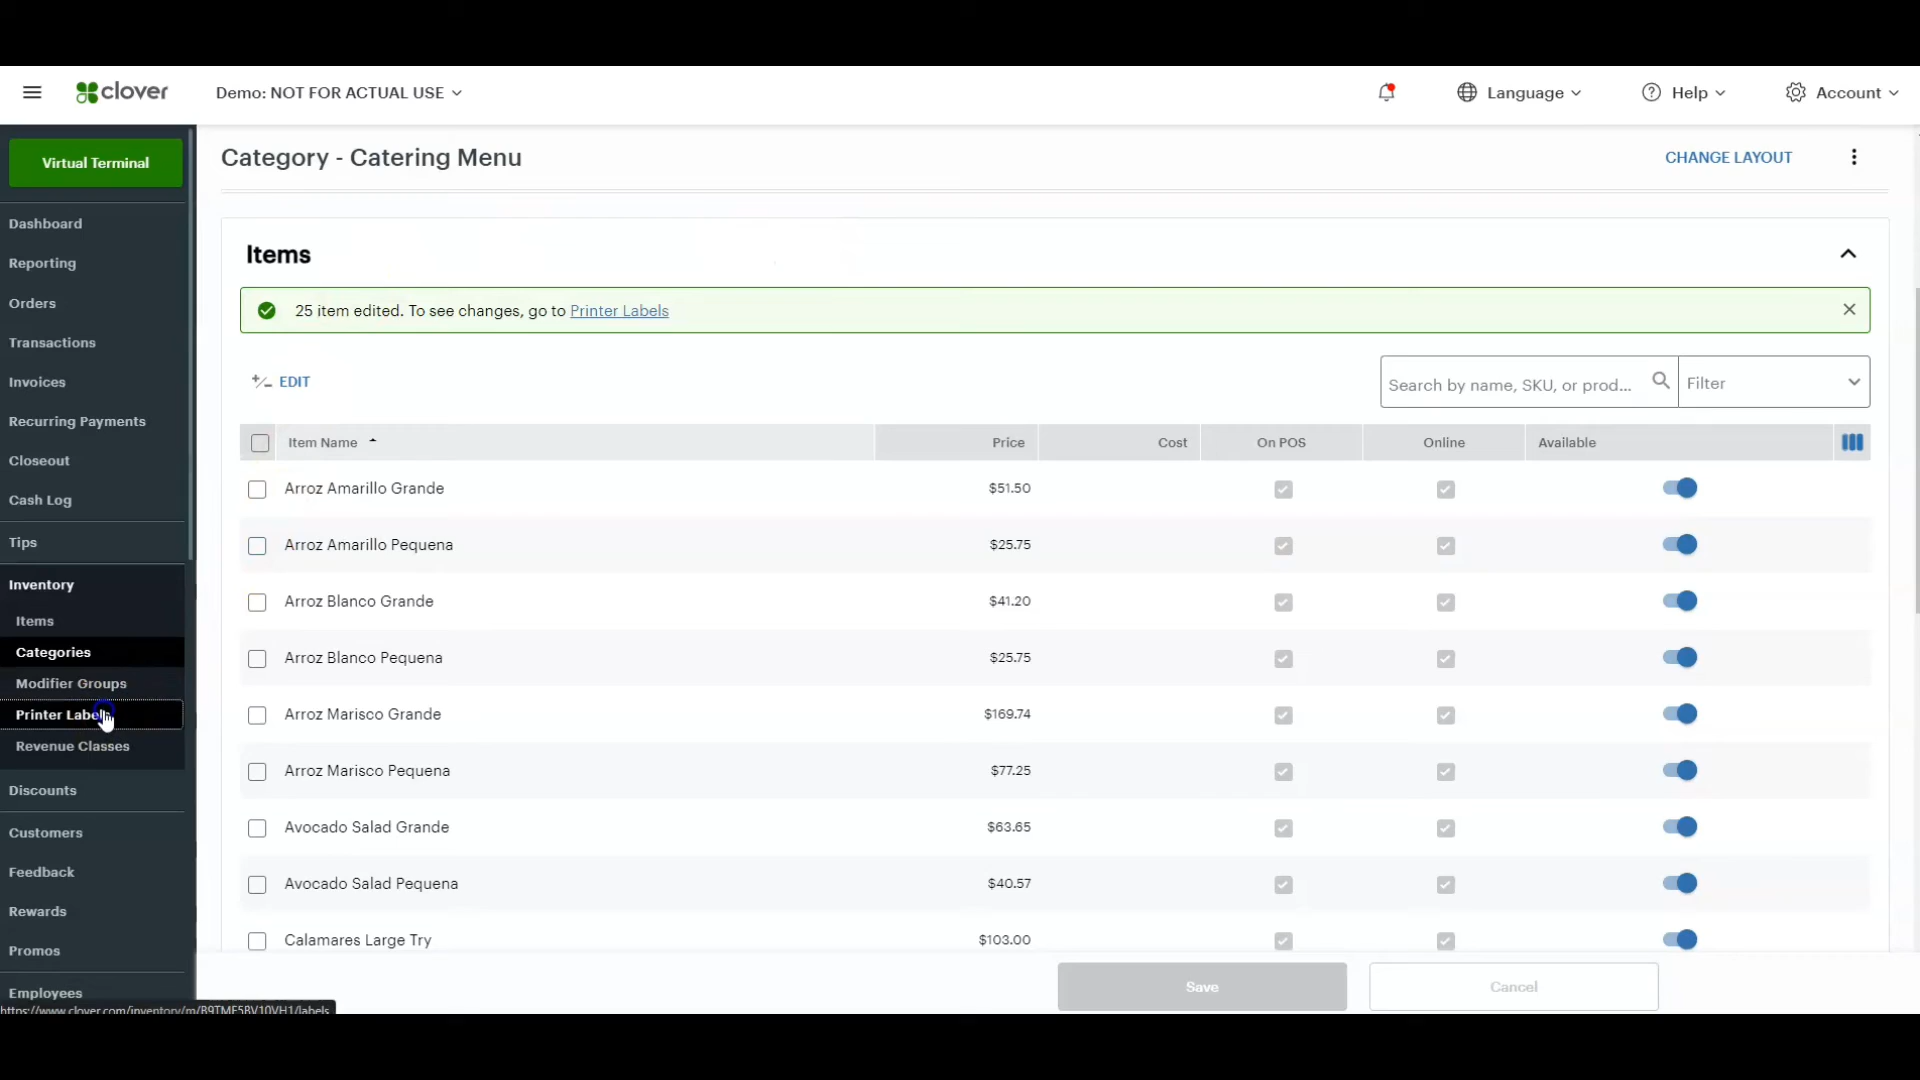 clover
Demo: NOT FOR ACTUAL USE
Language
Help
Account
Virtual Terminal
Dashboard
Reporting
Orders
Transactions
Invoices
Recurring Payments
Closeout
Cash Log
Tips
Inventory
Items
Categories
Modifier Groups
Printer Labels
Revenue Classes
Discounts
Customers
Feedback
Rewards
Promos
Employees
Category - Catering Menu
CHANGE LAYOUT
Items
25 item edited. To see changes, go to Printer Labels
EDIT
Search by name, SKU, or prod...
Filter
Item Name Price Cost On POS Online Available
Arroz Amarillo Grande $51.50
Arroz Amarillo Pequena $25.75
Arroz Blanco Grande $41.20
Arroz Blanco Pequena $25.75
Arroz Marisco Grande $169.74
Arroz Marisco Pequena $77.25
Avocado Salad Grande $63.65
Avocado Salad Pequena $40.57
Calamares Large Try $103.00
Save
Cancel